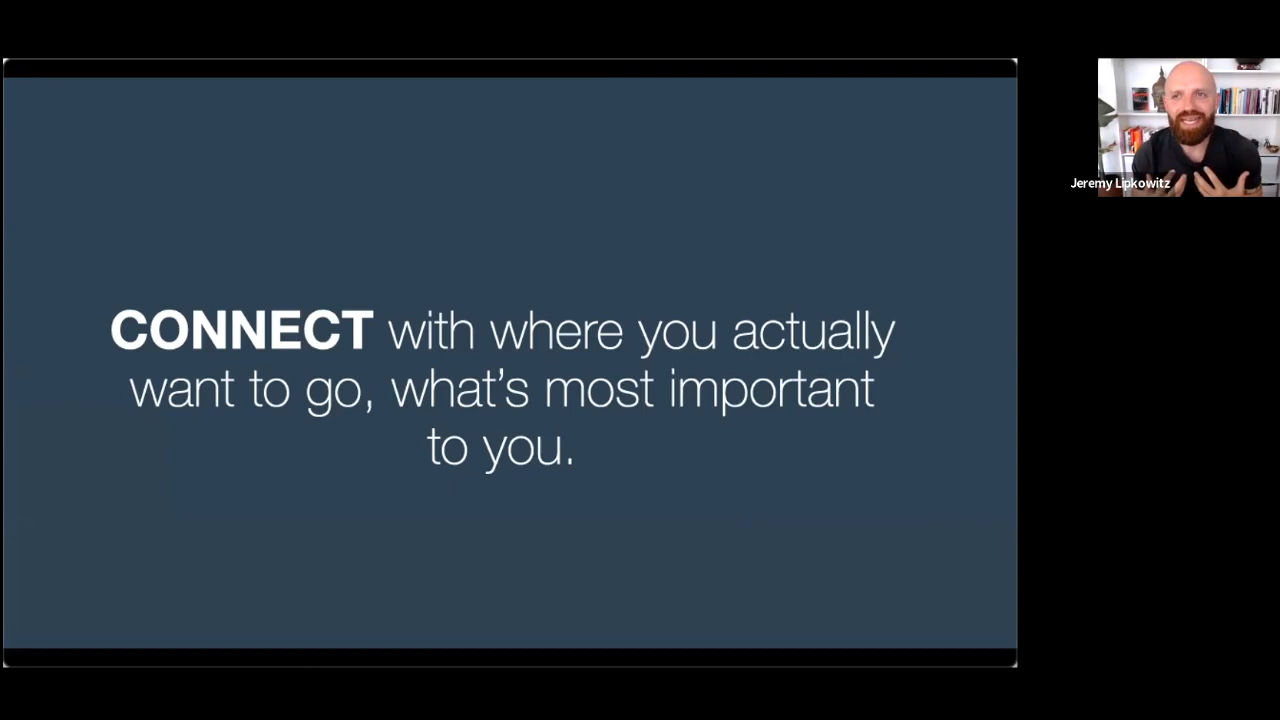 CONNECT with where you actually
want to go, what’s most important
to you.
Jeremy Lipkowitz